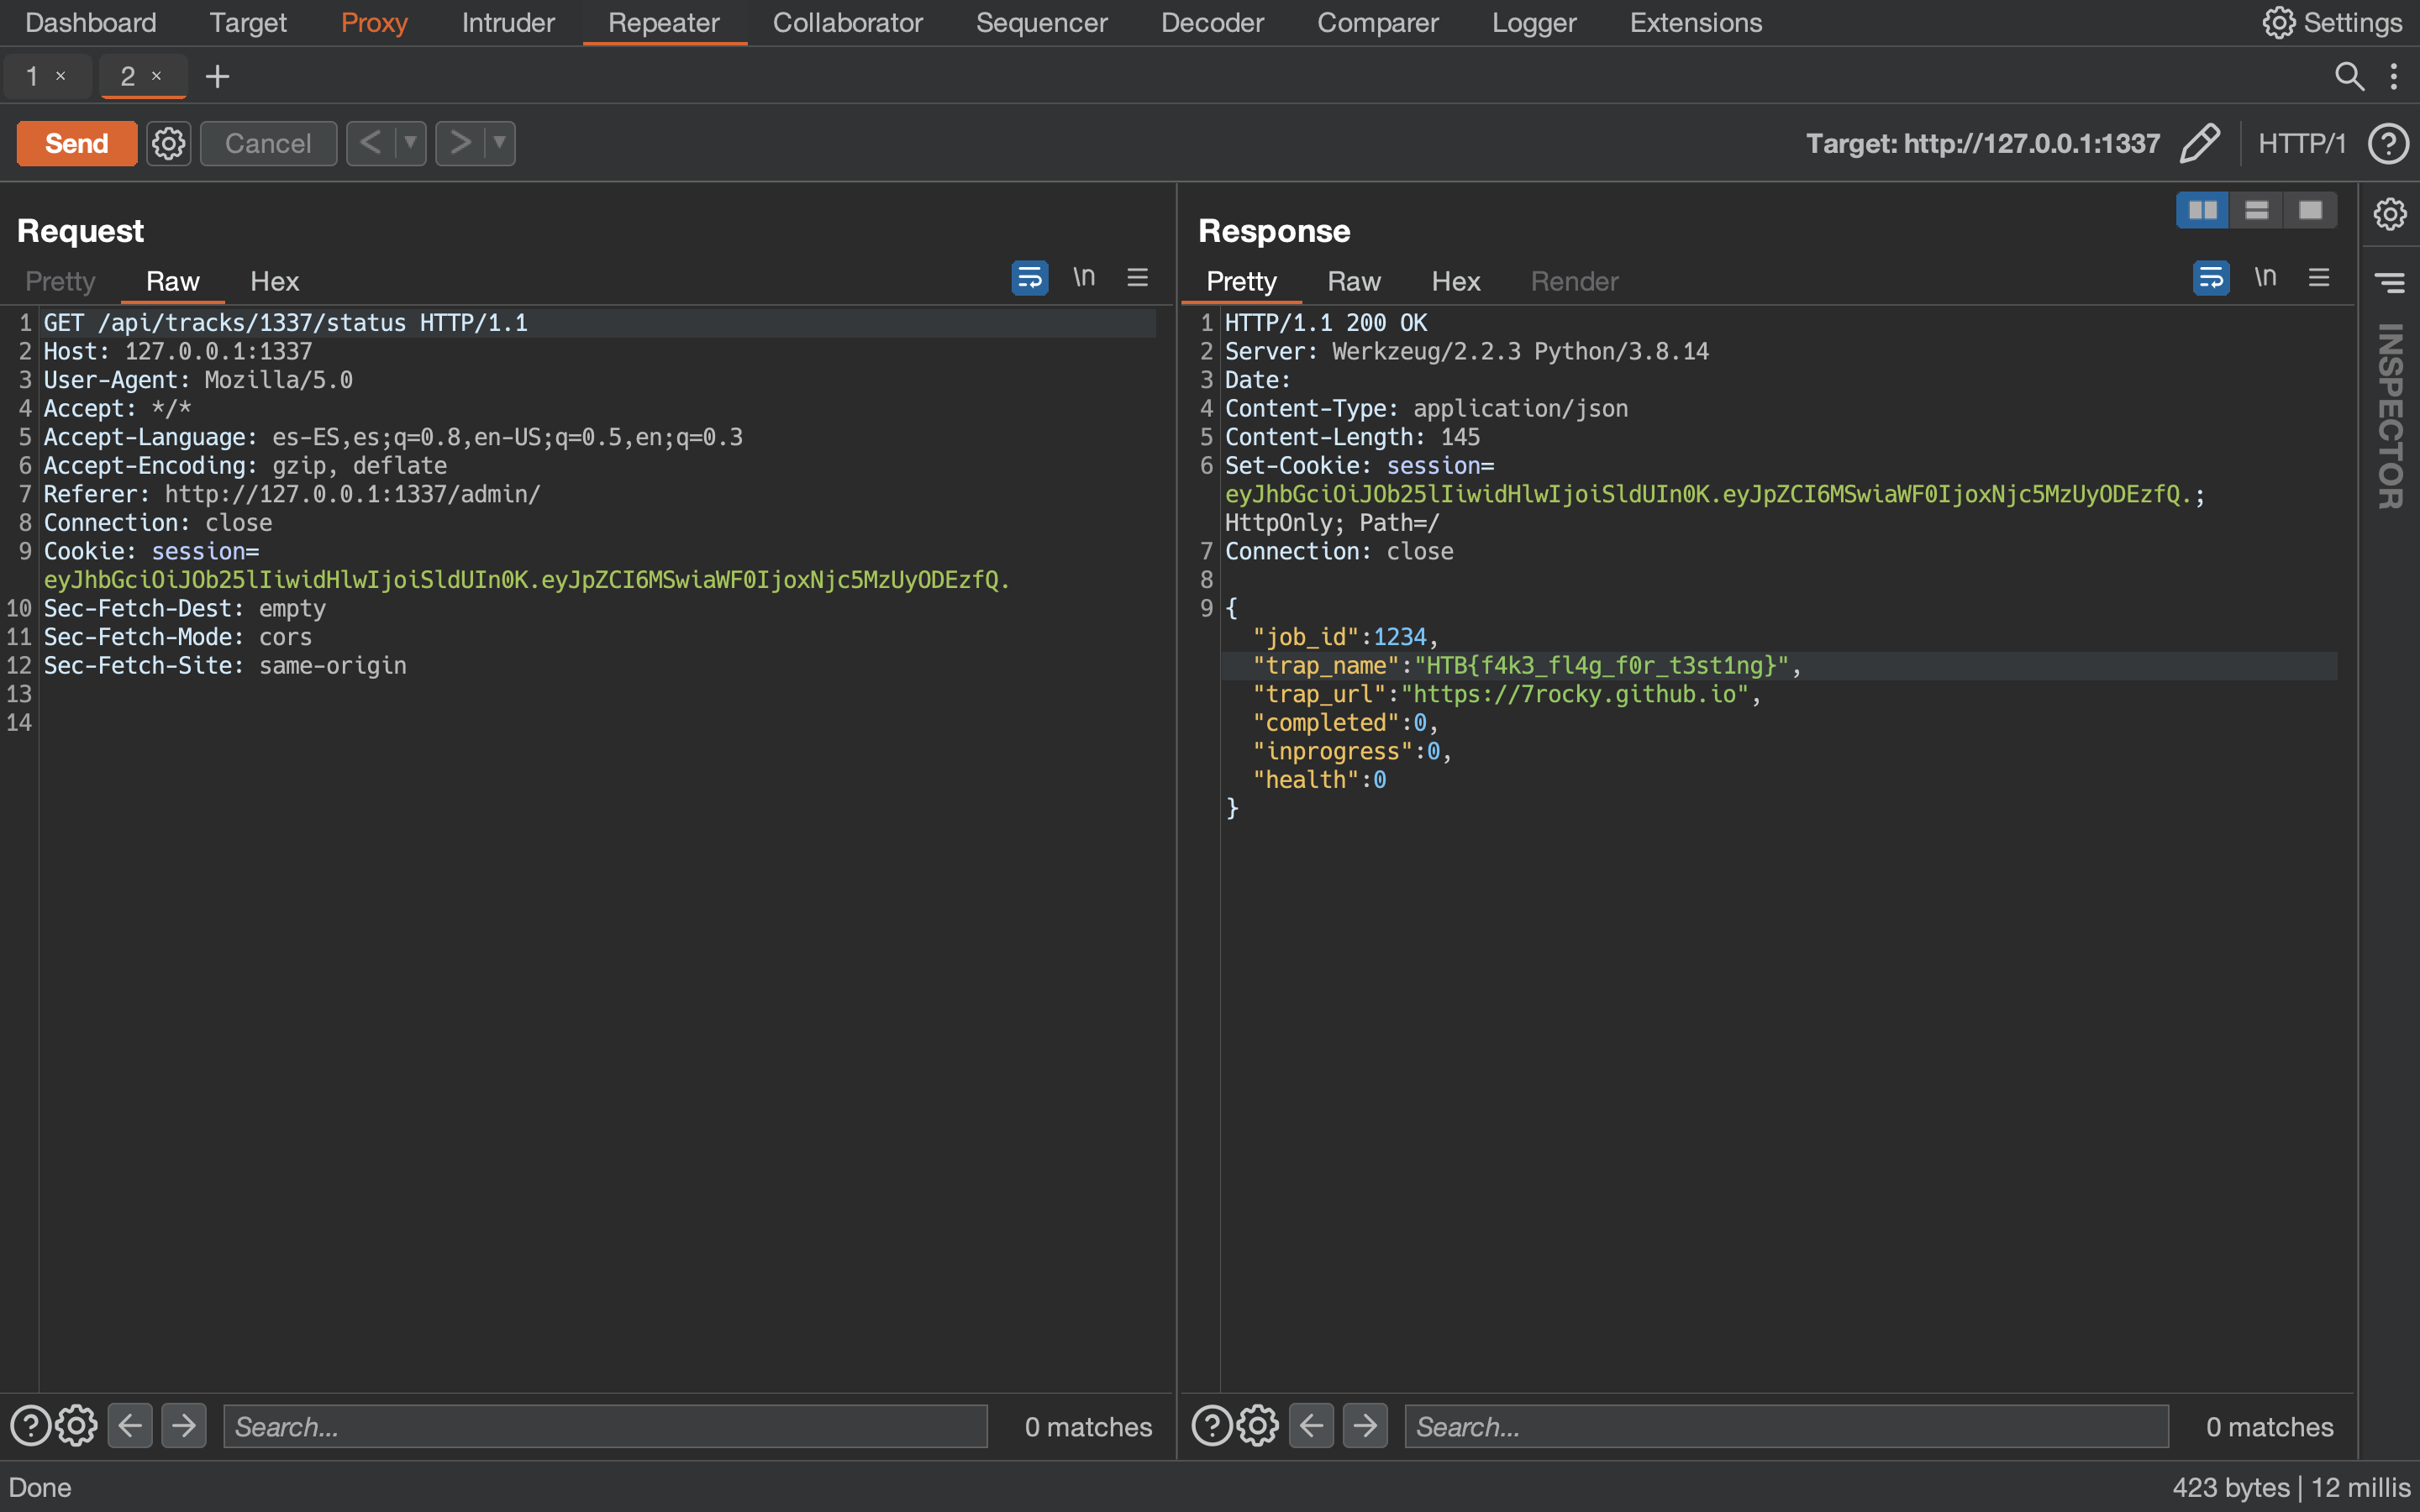 Dashboard Target Proxy Intruder Repeater Collaborator Sequencer Decoder Comparer Logger Extensions Settings
1 × 2 × +
Send Cancel < > Target: http://127.0.0.1:1337 HTTP/1 ?
Request
Pretty Raw Hex \n
1 GET /api/tracks/1337/status HTTP/1.1
2 Host: 127.0.0.1:1337
3 User-Agent: Mozilla/5.0
4 Accept: */*
5 Accept-Language: es-ES,es;q=0.8,en-US;q=0.5,en;q=0.3
6 Accept-Encoding: gzip, deflate
7 Referer: http://127.0.0.1:1337/admin/
8 Connection: close
9 Cookie: session=
eyJhbGciOiJOb25lIiwidHlwIjoiSldUIn0K.eyJpZCI6MSwiaWF0IjoxNjc5MzUyODEzfQ.
10 Sec-Fetch-Dest: empty
11 Sec-Fetch-Mode: cors
12 Sec-Fetch-Site: same-origin
13
14
? Search... 0 matches
Response
Pretty Raw Hex Render \n
1 HTTP/1.1 200 OK
2 Server: Werkzeug/2.2.3 Python/3.8.14
3 Date:
4 Content-Type: application/json
5 Content-Length: 145
6 Set-Cookie: session=
eyJhbGciOiJOb25lIiwidHlwIjoiSldUIn0K.eyJpZCI6MSwiaWF0IjoxNjc5MzUyODEzfQ.;
HttpOnly; Path=/
7 Connection: close
8
9 {
"job_id":1234,
"trap_name":"HTB{f4k3_fl4g_f0r_t3st1ng}",
"trap_url":"https://7rocky.github.io",
"completed":0,
"inprogress":0,
"health":0
}
? Search... 0 matches
INSPECTOR
Done 423 bytes | 12 millis